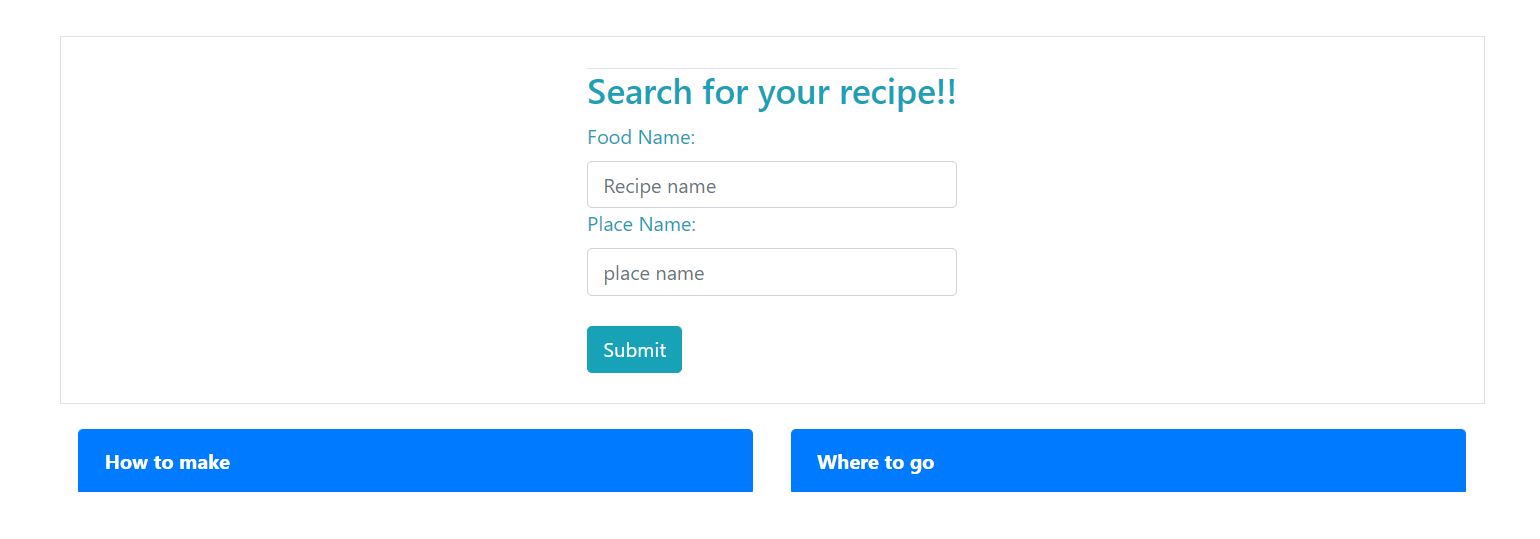 Search for your recipe!!
Food Name:
Recipe name
Place Name:
place name
Submit
How to make
Where to go